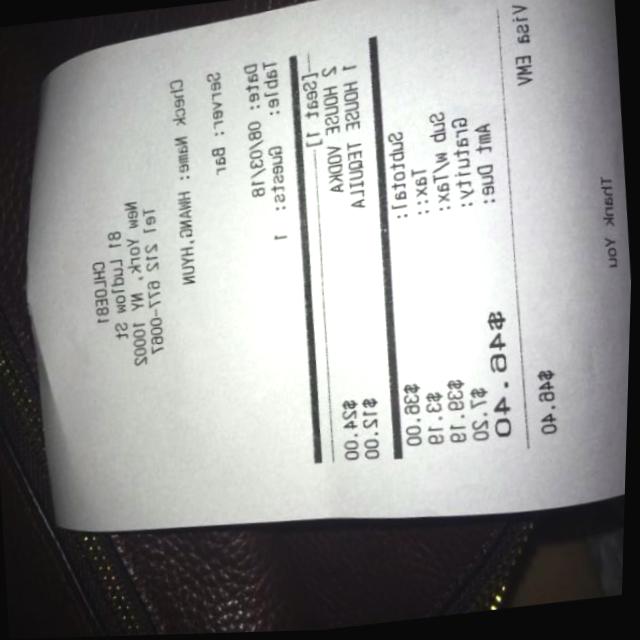 CHLOE81
81 Ludlow St
New York, NY 10002
Tel 212 677-0067
Check Name: HWANG,HYUN
Server: Bar
Date: 08/03/18
Table: Guests: 1
[Seat 1]
2 HOUSE VODKA $24.00
1 HOUSE TEQUILA $12.00
Subtotal: $36.00
Tax: $3.19
Sub w/Tax: $39.19
Gratuity: $7.20
Amt Due: $46.40
Visa EMV $46.40
Thank You